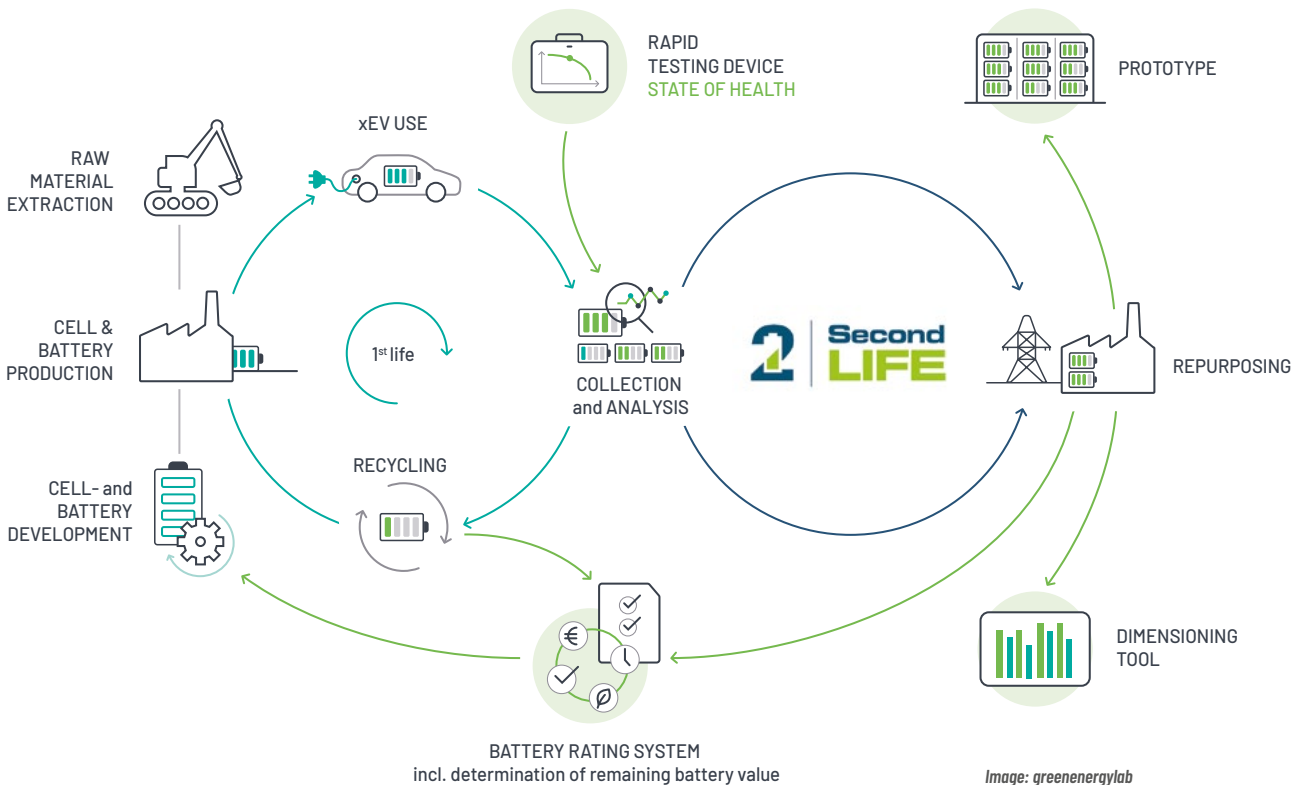 RAPID
TESTING DEVICE
STATE OF HEALTH
PROTOTYPE
xEV USE
RAW
MATERIAL
EXTRACTION
CELL &
BATTERY
PRODUCTION
1st life
2 Second
LIFE
COLLECTION
and ANALYSIS
REPURPOSING
RECYCLING
CELL- and
BATTERY
DEVELOPMENT
€
DIMENSIONING
TOOL
BATTERY RATING SYSTEM
incl. determination of remaining battery value
Image: greenenergylab